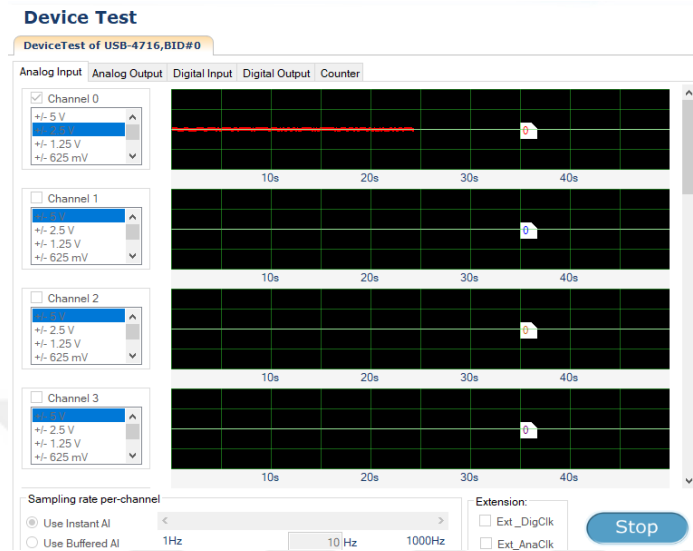 Device Test
DeviceTest of USB-4716,BID#0
Analog Input Analog Output Digital Input Digital Output Counter
Channel 0
+/- 5 V
+/- 2.5 V
+/- 1.25 V
+/- 625 mV
0
10s 20s 30s 40s
Channel 1
+/- 5 V
+/- 2.5 V
+/- 1.25 V
+/- 625 mV
0
10s 20s 30s 40s
Channel 2
+/- 5 V
+/- 2.5 V
+/- 1.25 V
+/- 625 mV
0
10s 20s 30s 40s
Channel 3
+/- 5 V
+/- 2.5 V
+/- 1.25 V
+/- 625 mV
0
10s 20s 30s 40s
Sampling rate per-channel
Use Instant AI
Use Buffered AI
1Hz 10 Hz 1000Hz
Extension:
Ext_DigClk
Ext_AnaClk
Stop